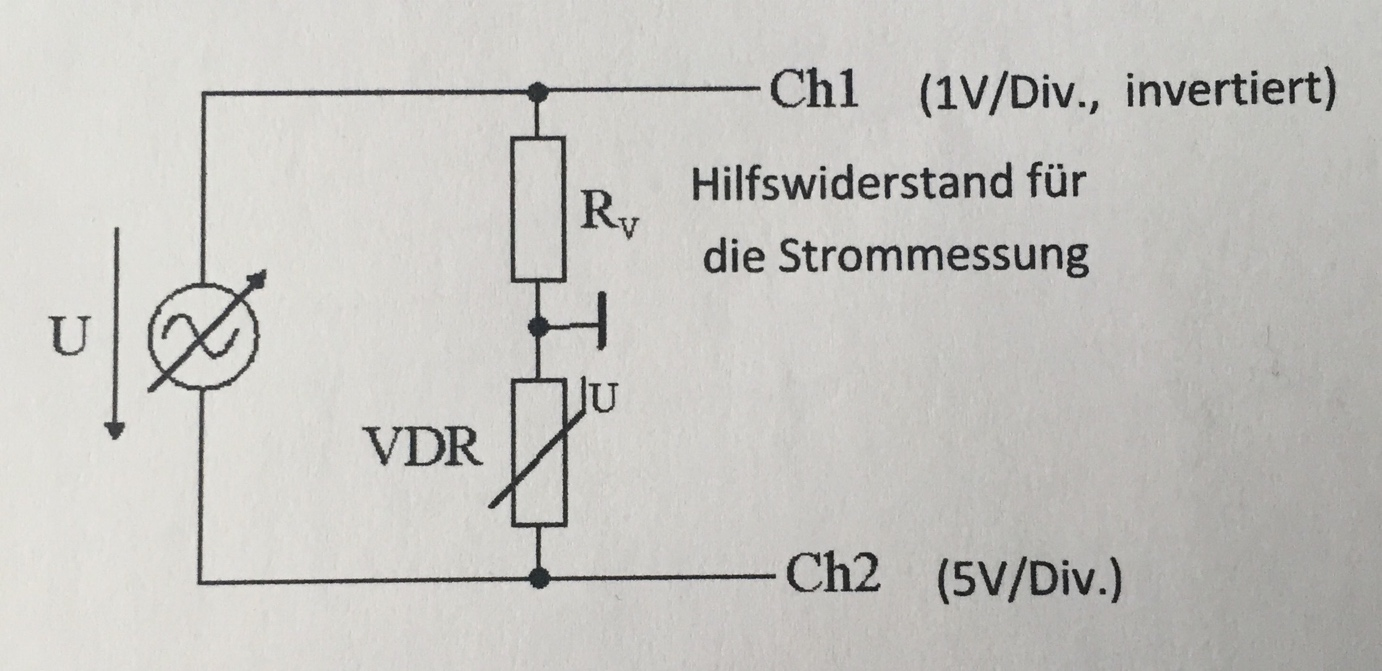 Ch1 (1V/Div., invertiert)
Hilfswiderstand für
R_V
die Strommessung
U
U
VDR
Ch2 (5V/Div.)